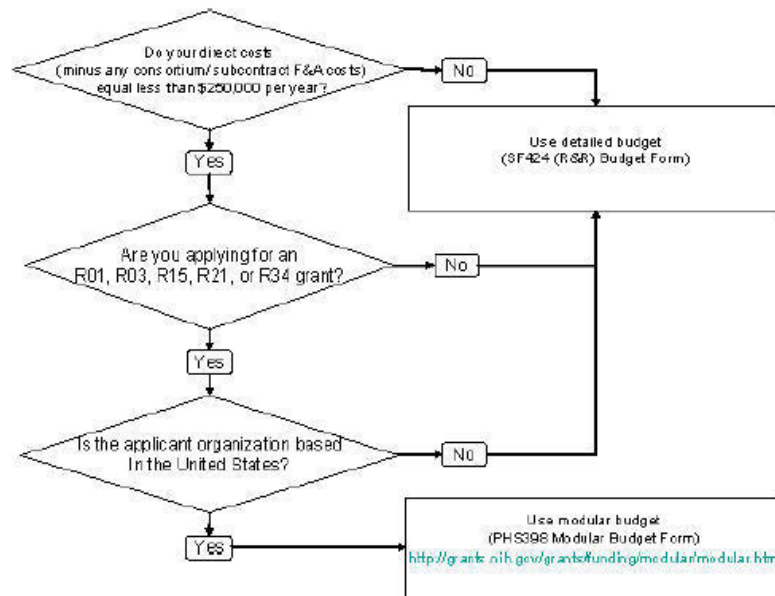 Do your direct costs
(minus any consortium/subcontract F&A costs)
equal less than $250,000 per year?
No
Use detailed budget
(SF424 (R&R) Budget Form)
Yes
Are you applying for an
R01, R03, R15, R21, or R34 grant?
No
Yes
Is the applicant organization based
In the United States?
No
Yes
Use modular budget
(PHS398 Modular Budget Form)
http://grants.nih.gov/grants/funding/modular/modular.htm